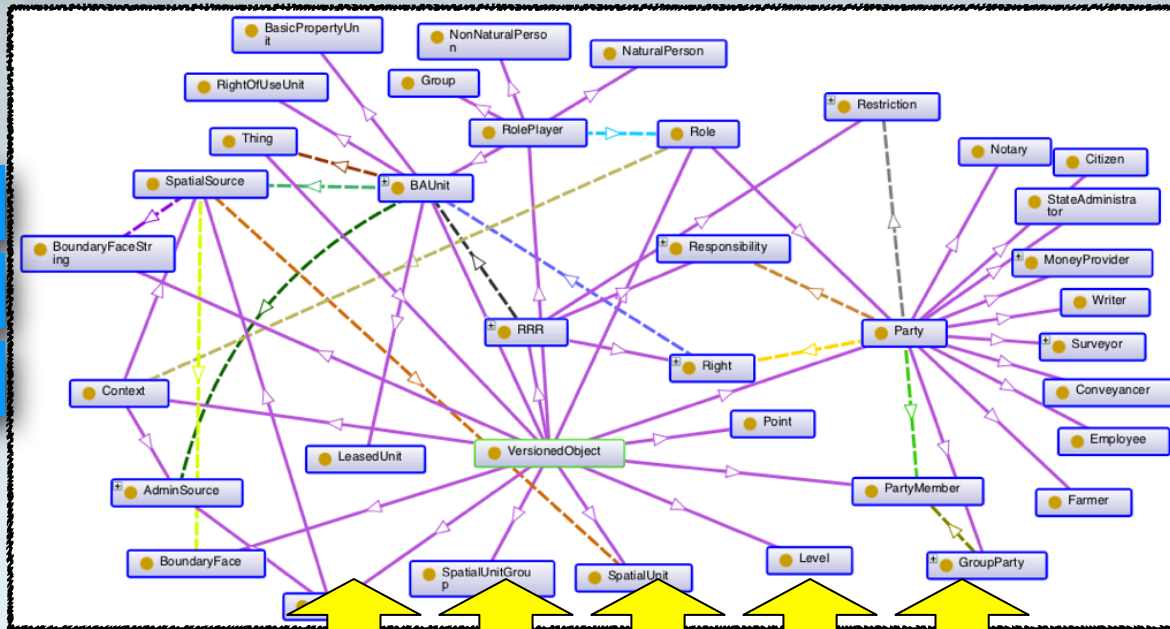 BasicPropertyUn
it
NonNaturalPerso
n
NaturalPerson
RightOfUseUnit
Group
Restriction
Thing
RolePlayer
Role
Notary
Citizen
SpatialSource
BAUnit
StateAdministra
tor
BoundaryFaceStr
ing
Responsibility
MoneyProvider
Writer
RRR
Party
Surveyor
Right
Context
Conveyancer
Point
Employee
LeasedUnit
VersionedObject
AdminSource
PartyMember
Farmer
BoundaryFace
SpatialUnitGrou
p
SpatialUnit
Level
GroupParty